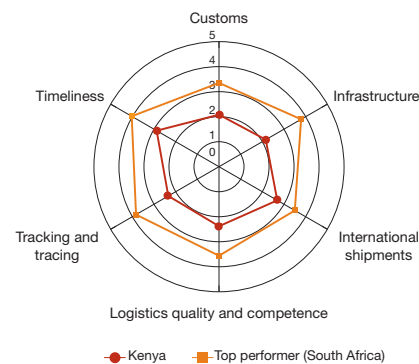 Customs
5
4
3
2
1
0
Timeliness
Infrastructure
Tracking and
tracing
International
shipments
Logistics quality and competence
Kenya
Top performer (South Africa)